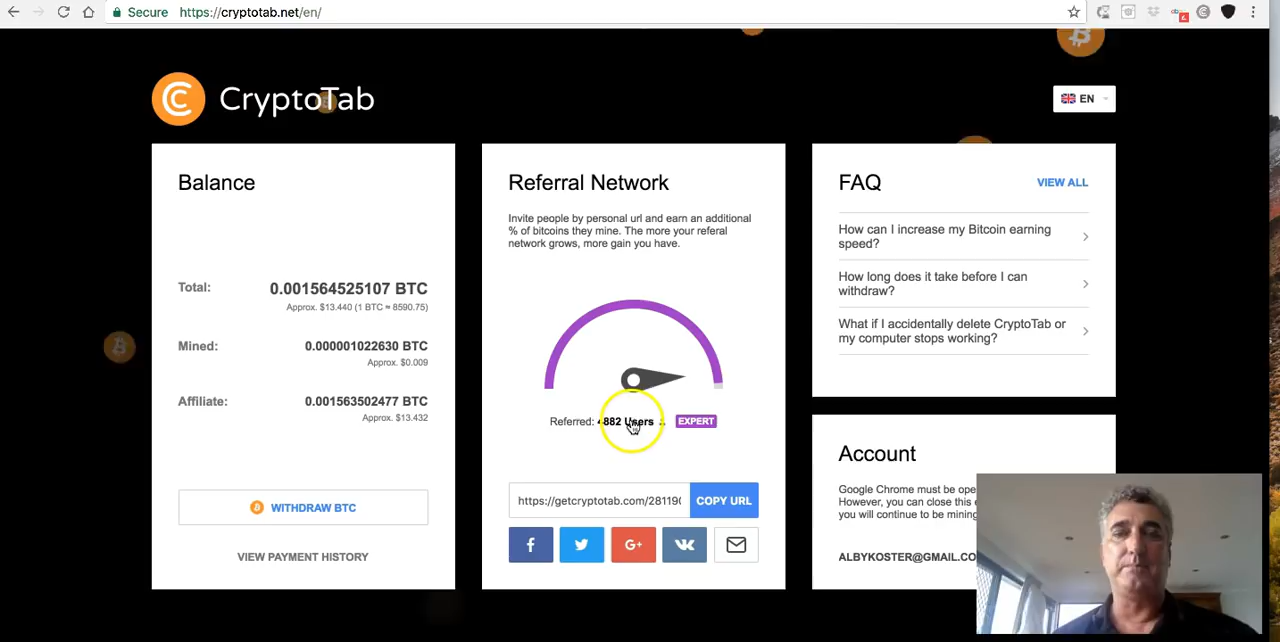 Secure
https://cryptotab.net/en/
CryptoTab
EN
Balance
Total:
0.001564525107 BTC
Approx. $13.440 (1 BTC ≈ 8590.75)
Mined:
0.000001022630 BTC
Approx. $0.009
Affiliate:
0.001563502477 BTC
Approx. $13.432
WITHDRAW BTC
VIEW PAYMENT HISTORY
Referral Network
Invite people by personal url and earn an additional
% of bitcoins they mine. The more your referal
network grows, more gain you have.
Referred: 4882 Users
EXPERT
https://getcryptotab.com/28119
COPY URL
f
G+
FAQ
VIEW ALL
How can I increase my Bitcoin earning
speed?
How long does it take before I can
withdraw?
What if I accidentally delete CryptoTab or
my computer stops working?
Account
Google Chrome must be ope
However, you can close this
you will continue to be mining
ALBYKOSTER@GMAIL.CO